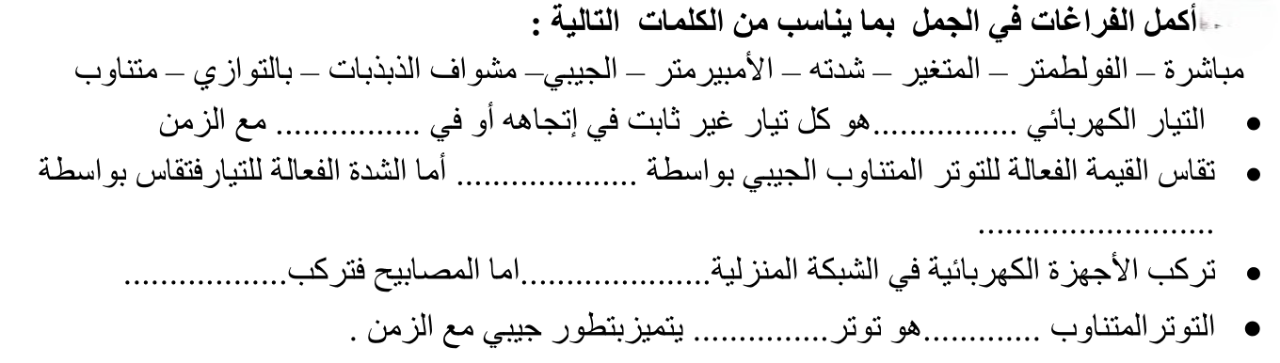 أكمل الفراغات في الجمل بما يناسب من الكلمات التالية :
مباشرة – الفولطمتر – المتغير – شدته – الأمبيرمتر – الجيبي– مشواف الذبذبات – بالتوازي – متناوب
• التيار الكهربائي ................هو كل تيار غير ثابت في إتجاهه أو في ................ مع الزمن
• تقاس القيمة الفعالة للتوتر المتناوب الجيبي بواسطة .................... أما الشدة الفعالة للتيارفتقاس بواسطة
..........................
• تركب الأجهزة الكهربائية في الشبكة المنزلية.....................اما المصابيح فتركب..................
• التوترالمتناوب .............هو توتر............... يتميزبتطور جيبي مع الزمن .